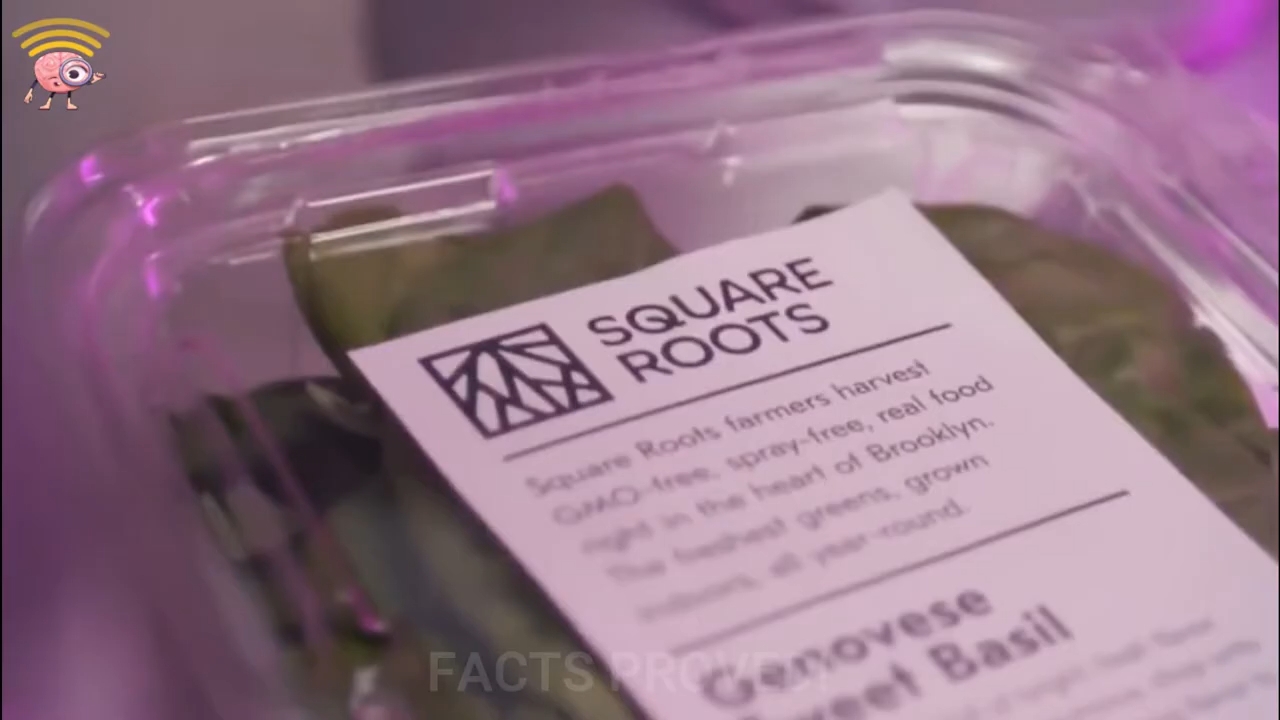 SQUARE
ROOTS
Square Roots farmers harvest
GMO-free, spray-free, real food
right in the heart of Brooklyn.
The freshest greens, grown
indoors, all year-round.
Genovese
Sweet Basil
FACTS PROVES!